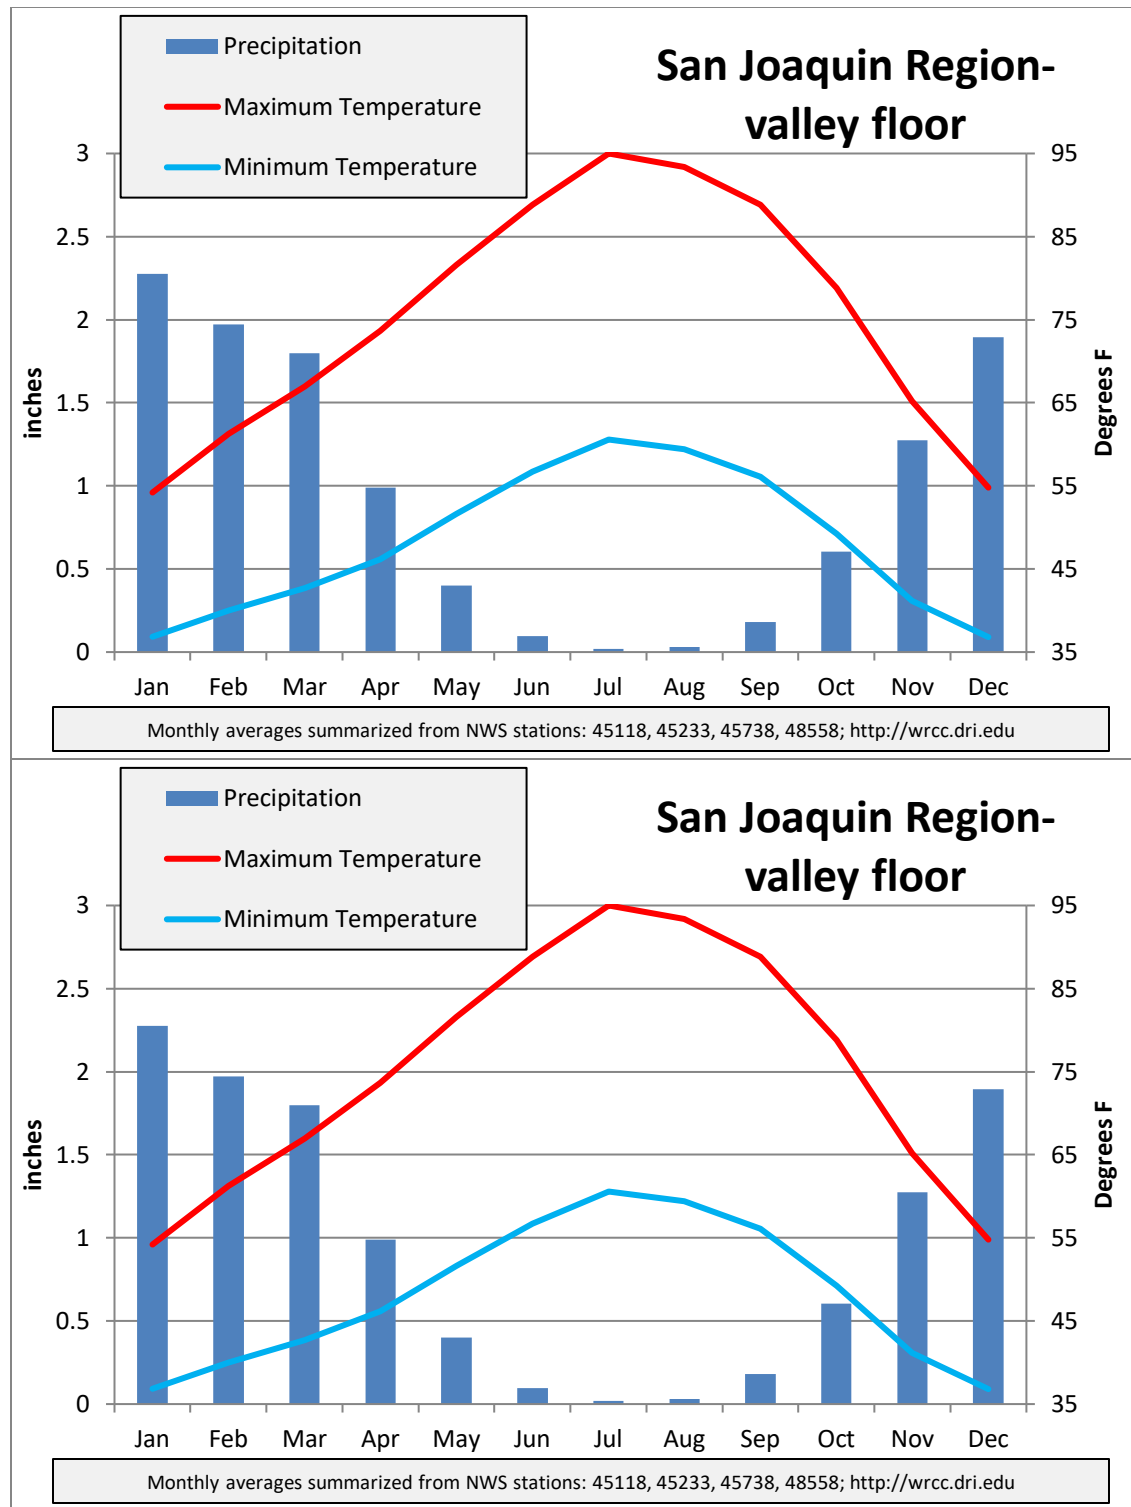 Precipitation
Maximum Temperature
Minimum Temperature
San Joaquin Region-
valley floor
3
2.5
2
1.5
1
0.5
0
inches
95
85
75
65
55
45
35
Degrees F
Jan Feb Mar Apr May Jun Jul Aug Sep Oct Nov Dec
Monthly averages summarized from NWS stations: 45118, 45233, 45738, 48558; http://wrcc.dri.edu
Precipitation
Maximum Temperature
Minimum Temperature
San Joaquin Region-
valley floor
3
2.5
2
1.5
1
0.5
0
inches
95
85
75
65
55
45
35
Degrees F
Jan Feb Mar Apr May Jun Jul Aug Sep Oct Nov Dec
Monthly averages summarized from NWS stations: 45118, 45233, 45738, 48558; http://wrcc.dri.edu